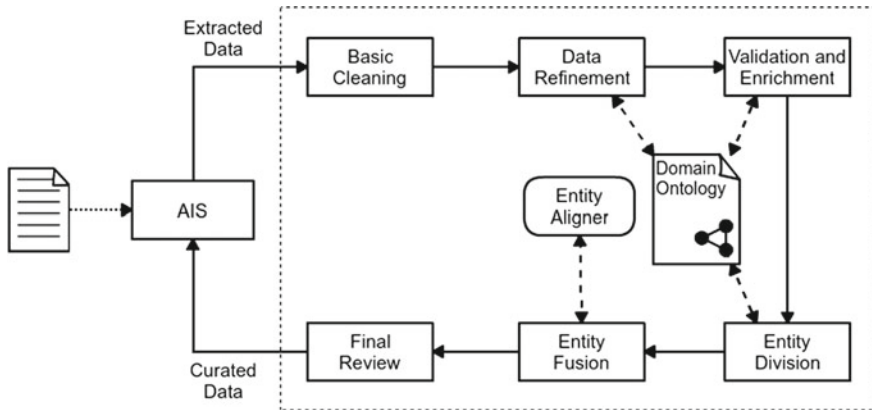 Extracted
Data
Basic
Cleaning
Data
Refinement
Validation and
Enrichment
Domain
Ontology
Entity
Aligner
AIS
Final
Review
Entity
Fusion
Entity
Division
Curated
Data